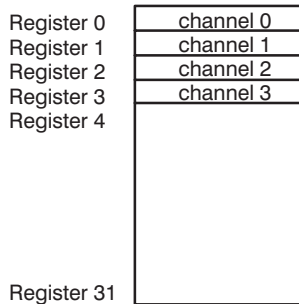 Register 0 channel 0
Register 1 channel 1
Register 2 channel 2
Register 3 channel 3
Register 4
Register 31